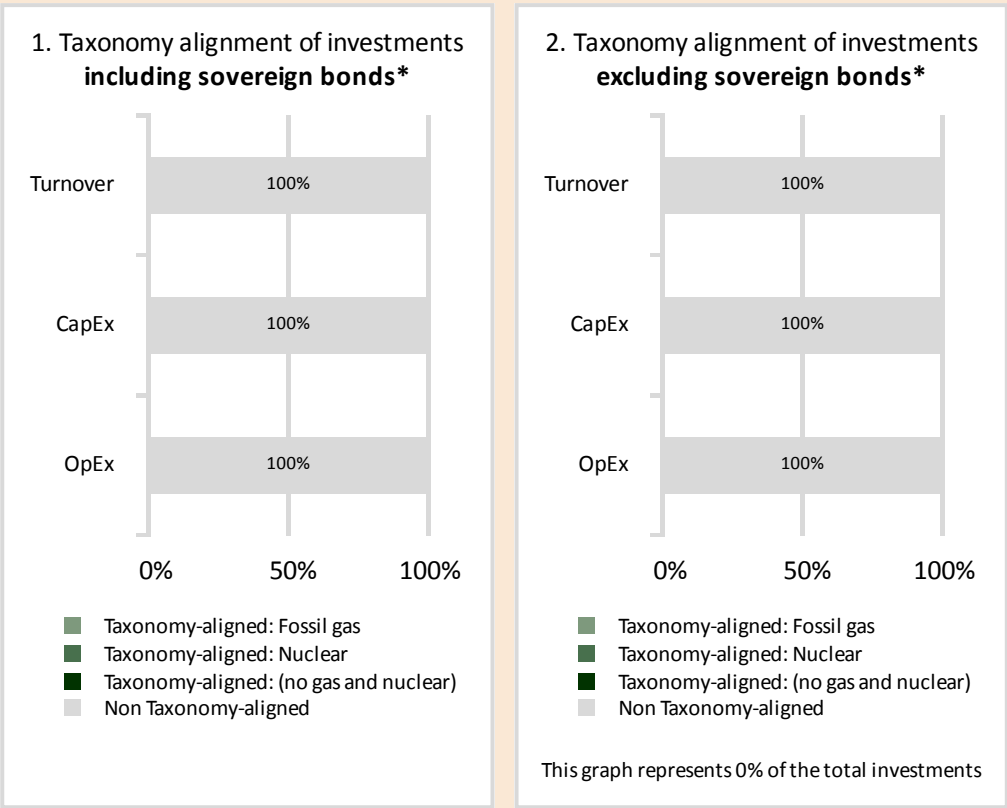 1. Taxonomy alignment of investments
including sovereign bonds*
Turnover
100%
CapEx
100%
OpEx
100%
0% 50% 100%
Taxonomy-aligned: Fossil gas
Taxonomy-aligned: Nuclear
Taxonomy-aligned: (no gas and nuclear)
Non Taxonomy-aligned
2. Taxonomy alignment of investments
excluding sovereign bonds*
Turnover
100%
CapEx
100%
OpEx
100%
0% 50% 100%
Taxonomy-aligned: Fossil gas
Taxonomy-aligned: Nuclear
Taxonomy-aligned: (no gas and nuclear)
Non Taxonomy-aligned
This graph represents 0% of the total investments